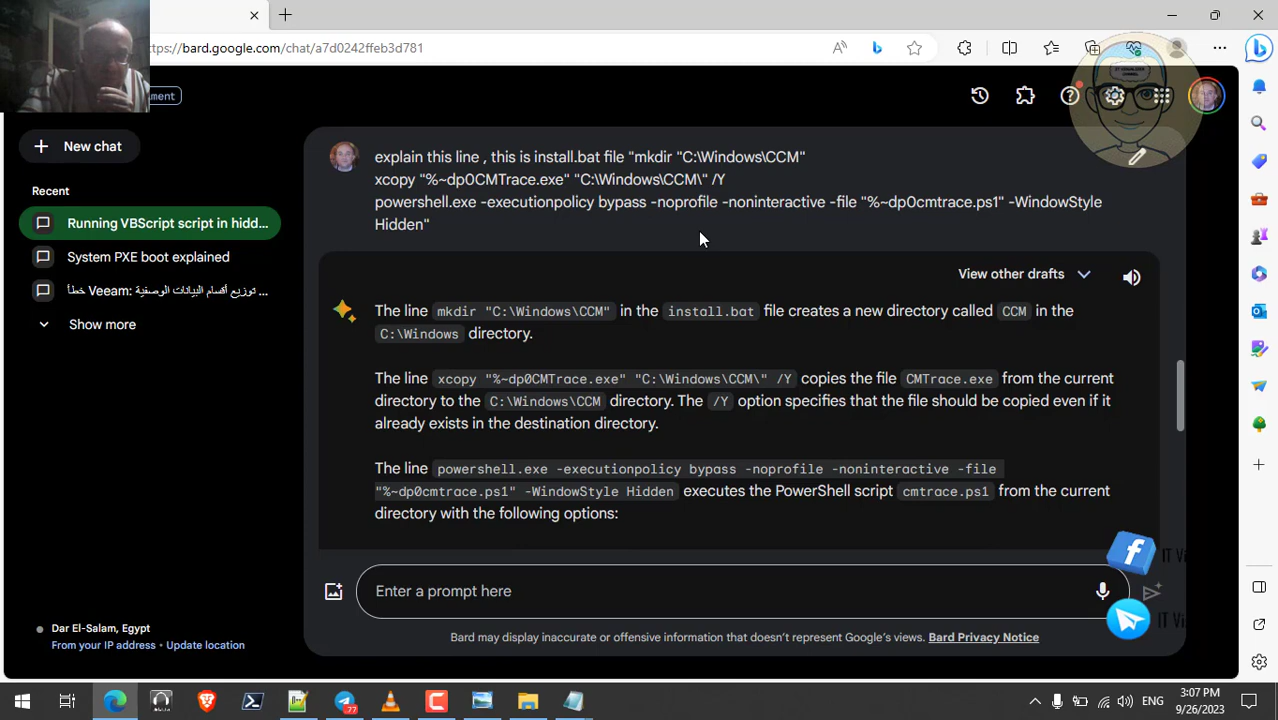 ttps://bard.google.com/chat/a7d0242ffeb3d781
ment
New chat
Recent
Running VBScript script in hidd...
System PXE boot explained
خطأ Veeam: توزيع أقسام البيانات الوصفية ...
Show more
Dar El-Salam, Egypt
From your IP address • Update location
explain this line , this is install.bat file "mkdir "C:\Windows\CCM"
xcopy "%~dp0CMTrace.exe" "C:\Windows\CCM\" /Y
powershell.exe -executionpolicy bypass -noprofile -noninteractive -file "%~dp0cmtrace.ps1" -WindowStyle
Hidden"
View other drafts
The line mkdir "C:\Windows\CCM" in the install.bat file creates a new directory called CCM in the
C:\Windows directory.
The line xcopy "%~dp0CMTrace.exe" "C:\Windows\CCM\" /Y copies the file CMTrace.exe from the current
directory to the C:\Windows\CCM directory. The /Y option specifies that the file should be copied even if it
already exists in the destination directory.
The line powershell.exe -executionpolicy bypass -noprofile -noninteractive -file
"%~dp0cmtrace.ps1" -WindowStyle Hidden executes the PowerShell script cmtrace.ps1 from the current
directory with the following options:
Enter a prompt here
Bard may display inaccurate or offensive information that doesn't represent Google's views. Bard Privacy Notice
IT Vi
IT Vi
77
ENG
3:07 PM
9/26/2023